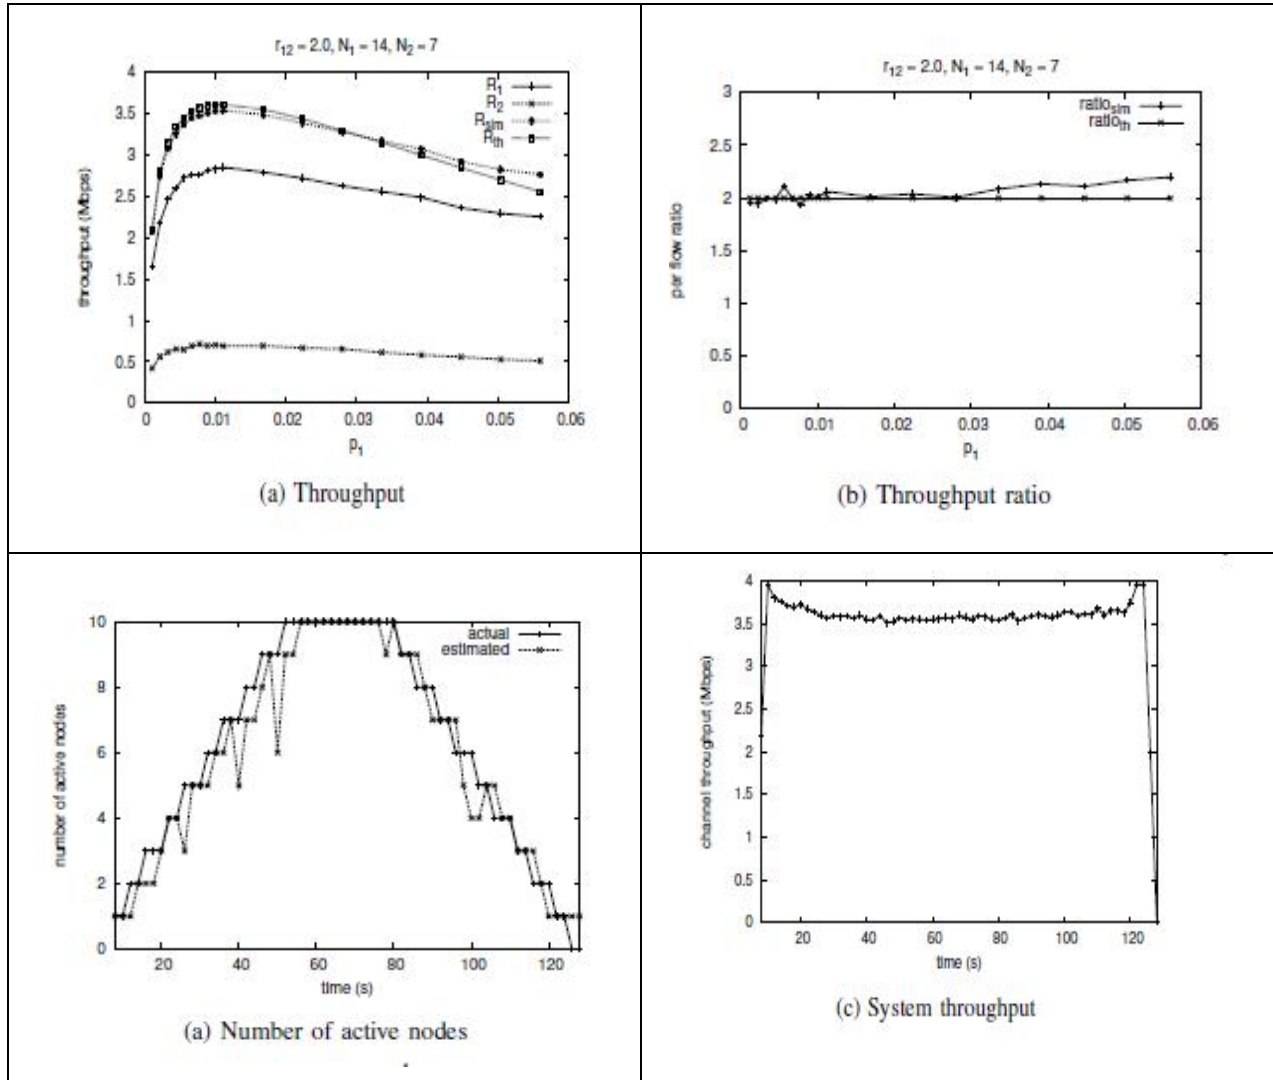 r12 = 2.0, N1 = 14, N2 = 7
4
3.5
3
2.5
2
1.5
1
0.5
0
throughput (Mbps)
R1
R2
Rsim
Rth
0 0.01 0.02 0.03 0.04 0.05 0.06
p1
(a) Throughput
r12 = 2.0, N1 = 14, N2 = 7
3
2.5
2
1.5
1
0.5
0
per flow ratio
ratiosim
ratioth
0 0.01 0.02 0.03 0.04 0.05 0.06
p1
(b) Throughput ratio
10
8
6
4
2
0
number of active nodes
actual
estimated
20 40 60 80 100 120
time (s)
(a) Number of active nodes
4
3.5
3
2.5
2
1.5
1
0.5
0
channel throughput (Mbps)
20 40 60 80 100 120
time (s)
(c) System throughput